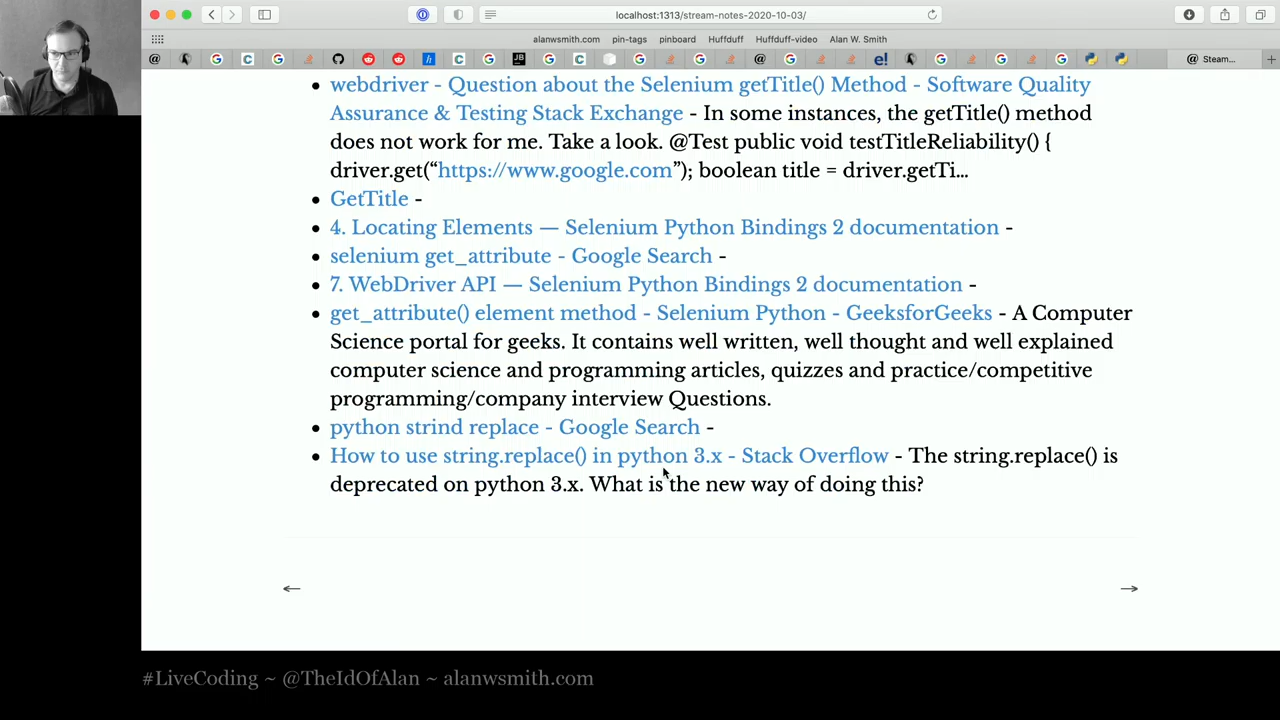 localhost:1313/stream-notes-2020-10-03/
alanwsmith.com pin-tags pinboard Huffduff Huffduff-video Alan W. Smith
@ Steam...
webdriver - Question about the Selenium getTitle() Method - Software Quality
Assurance & Testing Stack Exchange - In some instances, the getTitle() method
does not work for me. Take a look. @Test public void testTitleReliability() {
driver.get(“https://www.google.com”); boolean title = driver.getTi…
GetTitle -
4. Locating Elements — Selenium Python Bindings 2 documentation -
selenium get_attribute - Google Search -
7. WebDriver API — Selenium Python Bindings 2 documentation -
get_attribute() element method - Selenium Python - GeeksforGeeks - A Computer
Science portal for geeks. It contains well written, well thought and well explained
computer science and programming articles, quizzes and practice/competitive
programming/company interview Questions.
python strind replace - Google Search -
How to use string.replace() in python 3.x - Stack Overflow - The string.replace() is
deprecated on python 3.x. What is the new way of doing this?
← →
#LiveCoding ~ @TheIdOfAlan ~ alanwsmith.com